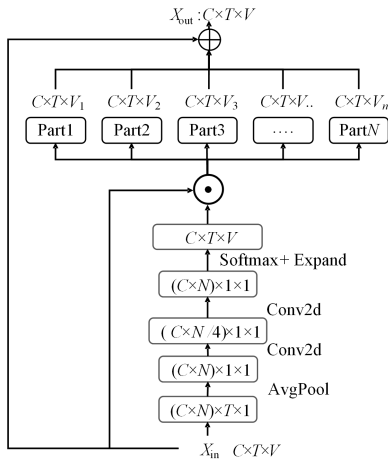 X_out : C×T×V
C×T×V_1 C×T×V_2 C×T×V_3 C×T×V.. C×T×V_m
Part1 Part2 Part3 .... PartN
C×T×V
Softmax+ Expand
(C×N)×1×1
Conv2d
(C×N/4)×1×1
Conv2d
(C×N)×1×1
AvgPool
(C×N)×T×1
X_in C×T×V